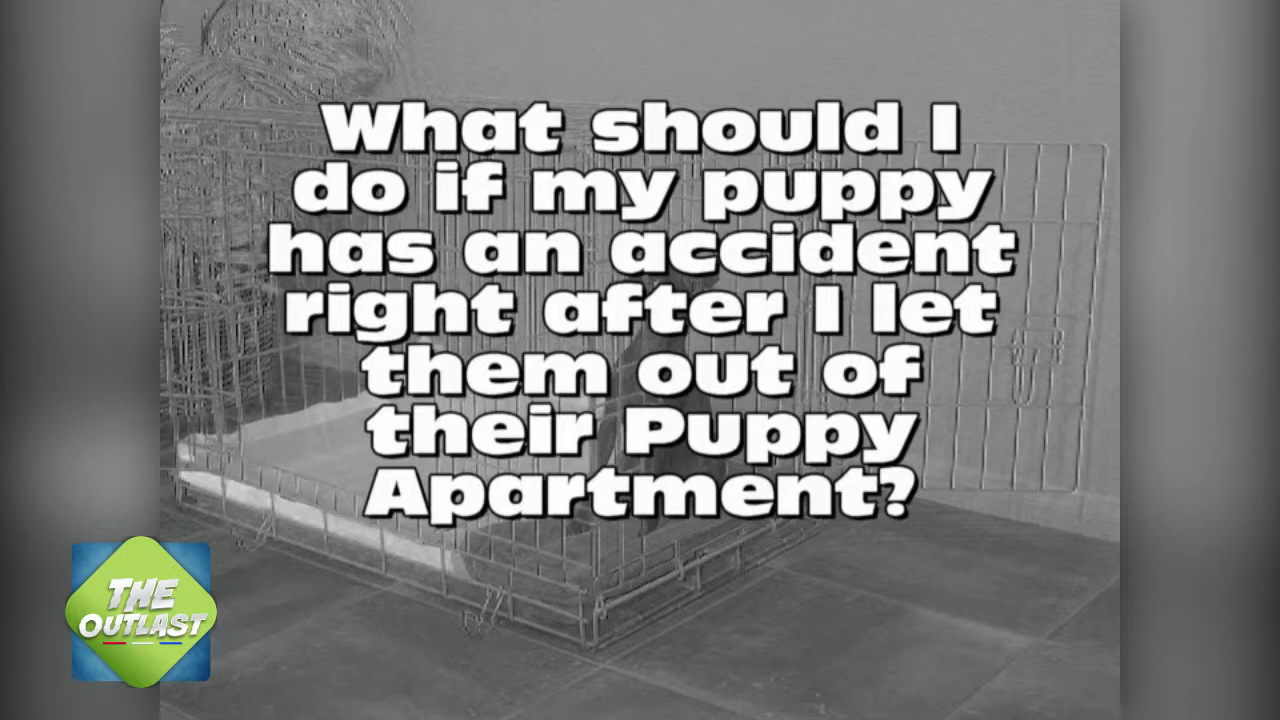 What should I
do if my puppy
has an accident
right after I let
them out of
their Puppy
Apartment?
THE
OUTLAST